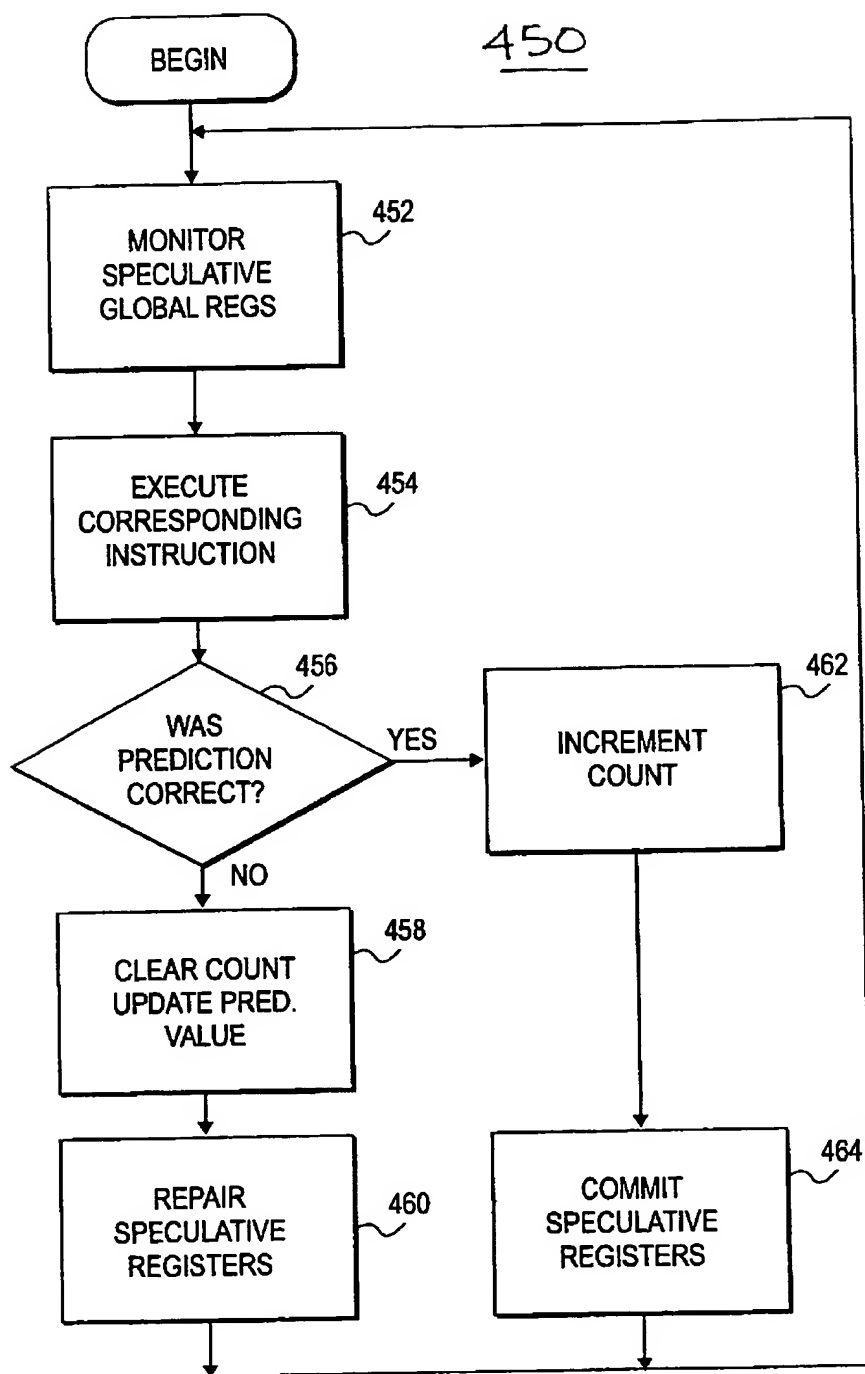 BEGIN
450
452
MONITOR
SPECULATIVE
GLOBAL REGS
454
EXECUTE
CORRESPONDING
INSTRUCTION
456
WAS
PREDICTION
CORRECT?
YES
462
INCREMENT
COUNT
NO
458
CLEAR COUNT
UPDATE PRED.
VALUE
460
REPAIR
SPECULATIVE
REGISTERS
464
COMMIT
SPECULATIVE
REGISTERS